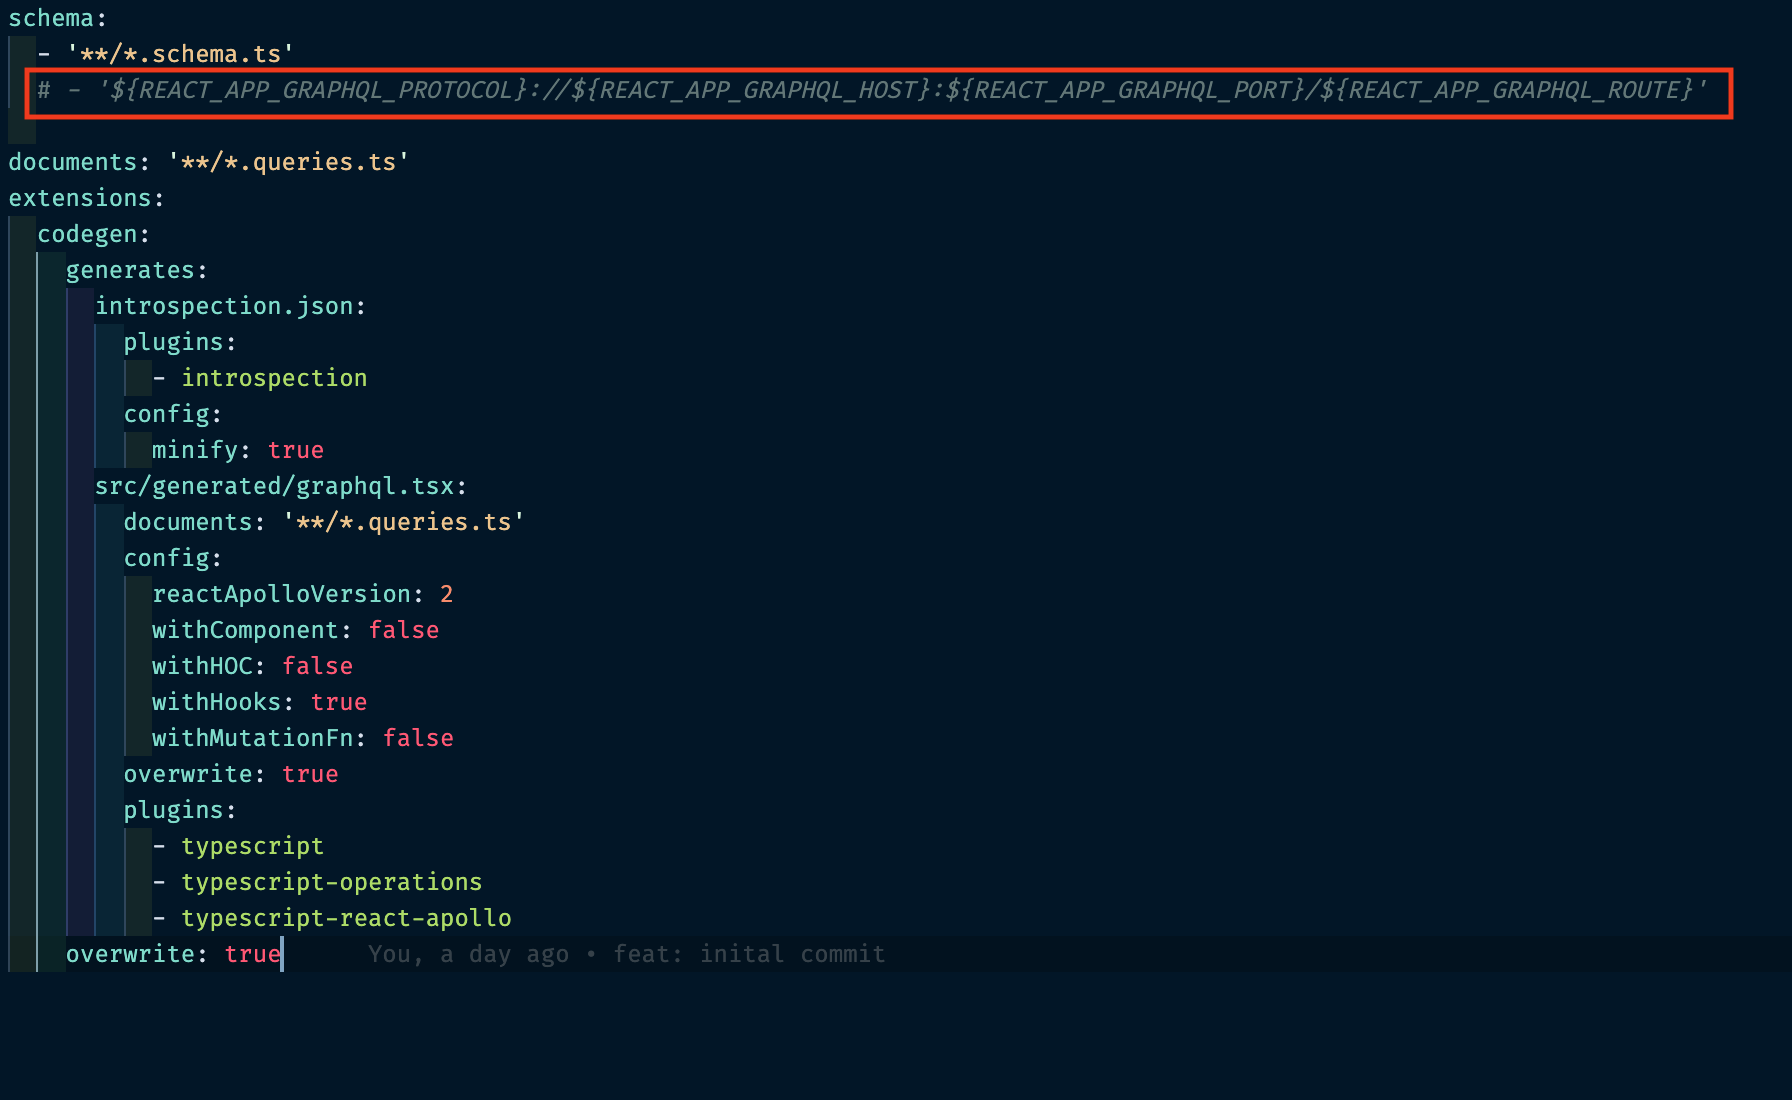 schema:
  - '**/*.schema.ts'
  # - '${REACT_APP_GRAPHQL_PROTOCOL}://${REACT_APP_GRAPHQL_HOST}:${REACT_APP_GRAPHQL_PORT}/${REACT_APP_GRAPHQL_ROUTE}'
documents: '**/*.queries.ts'
extensions:
  codegen:
    generates:
      introspection.json:
        plugins:
          - introspection
        config:
          minify: true
      src/generated/graphql.tsx:
        documents: '**/*.queries.ts'
        config:
          reactApolloVersion: 2
          withComponent: false
          withHOC: false
          withHooks: true
          withMutationFn: false
        overwrite: true
        plugins:
          - typescript
          - typescript-operations
          - typescript-react-apollo
    overwrite: true      You, a day ago • feat: inital commit